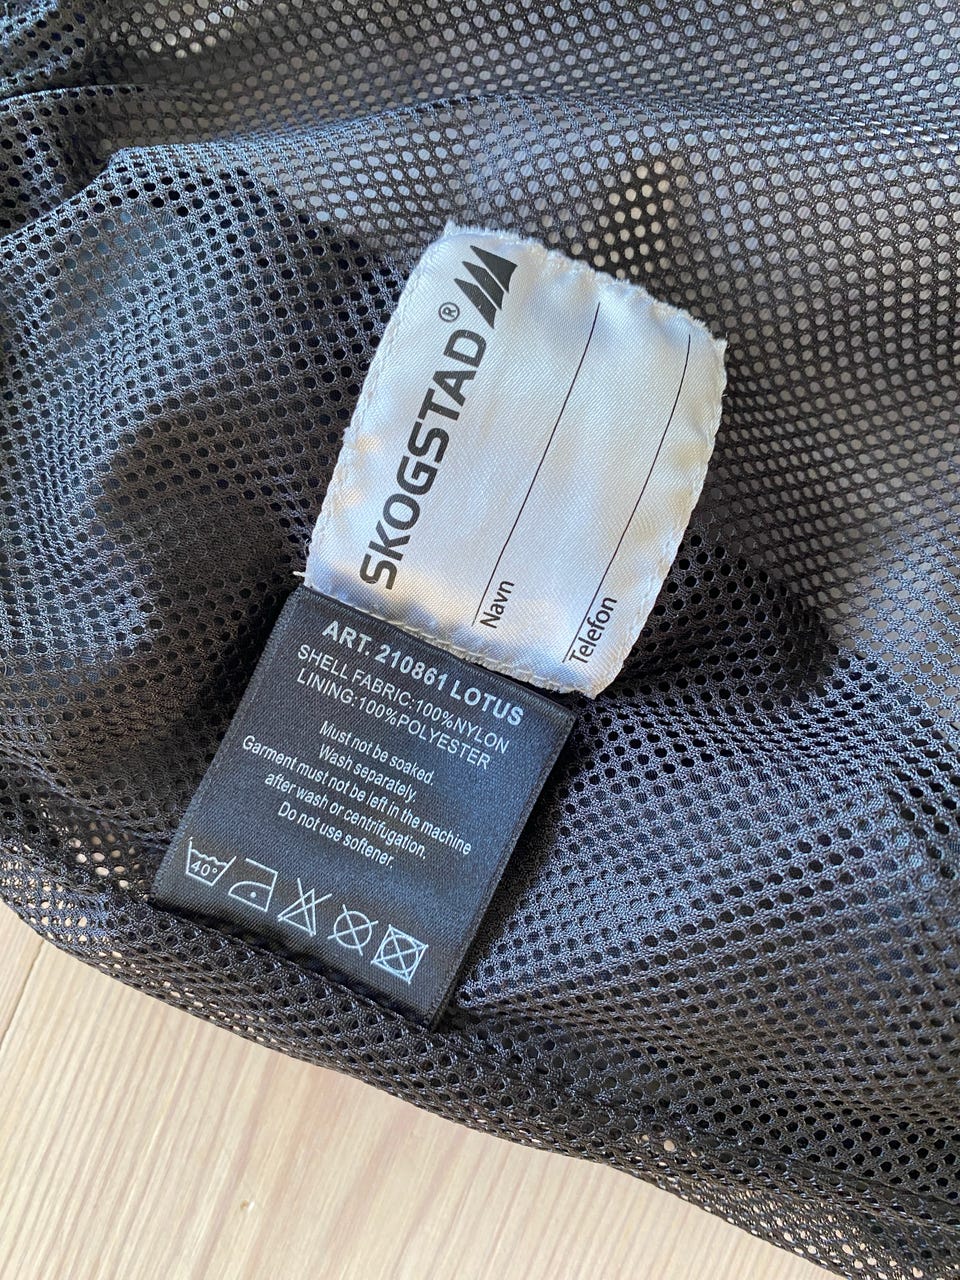 SKOGSTAD®
Navn
Telefon
ART. 210861 LOTUS
SHELL FABRIC:100%NYLON
LINING:100%POLYESTER
Must not be soaked.
Wash separately.
Garment must not be left in the machine
after wash or centrifugation.
Do not use softener.
40°